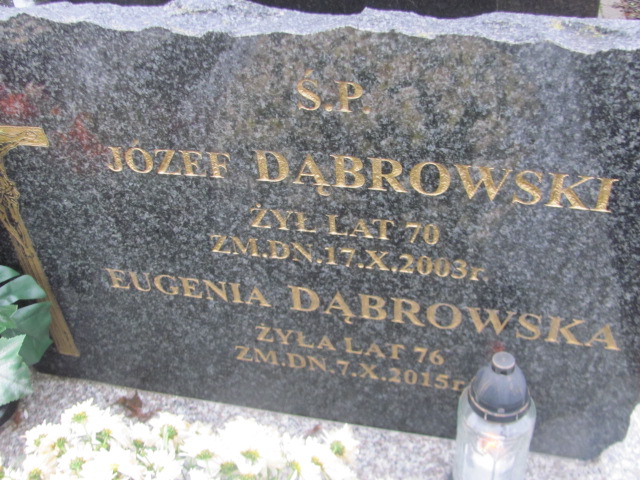 Ś.P.
JÓZEF DĄBROWSKI
ŻYŁ LAT 70
ZM.DN.17.X.2003r.
EUGENIA DĄBROWSKA
ŻYŁA LAT 76
ZM.DN.7.X.2015r.